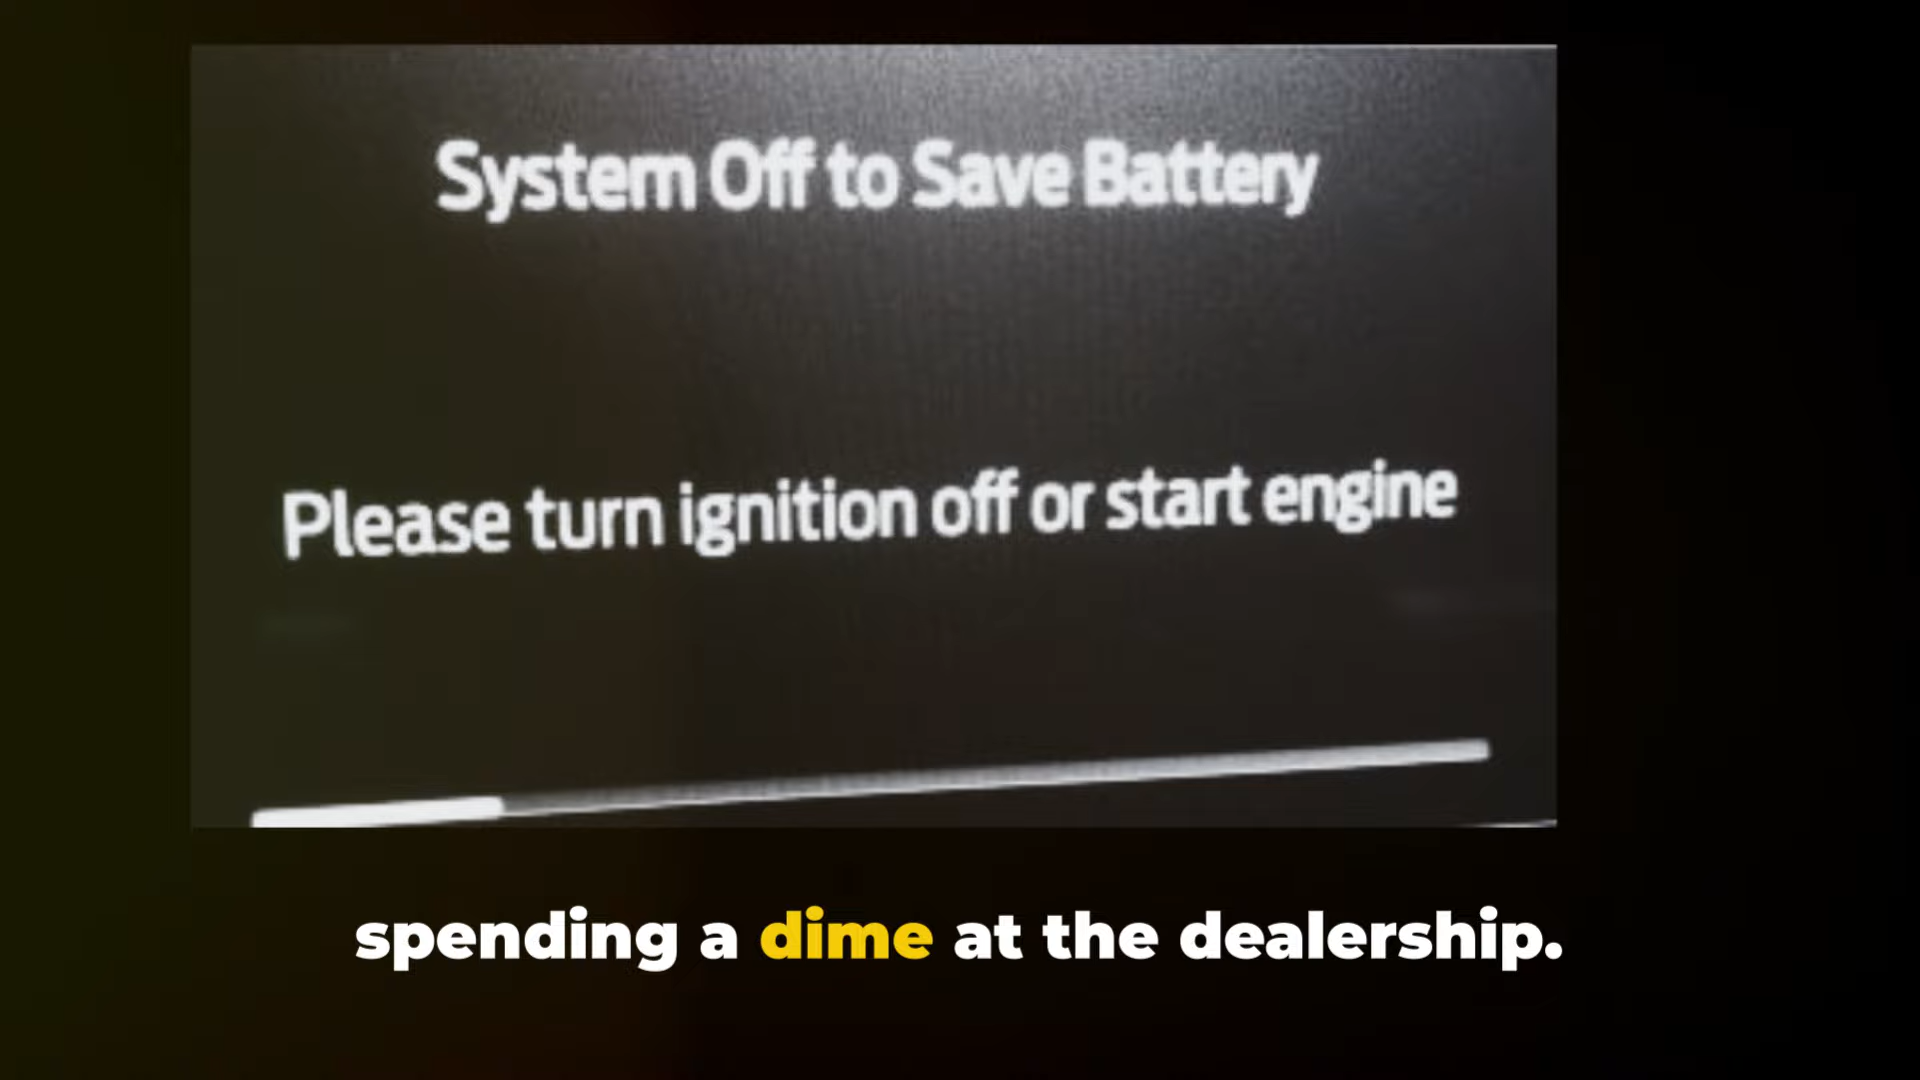 System Off to Save Battery
Please turn ignition off or start engine
spending a dime at the dealership.